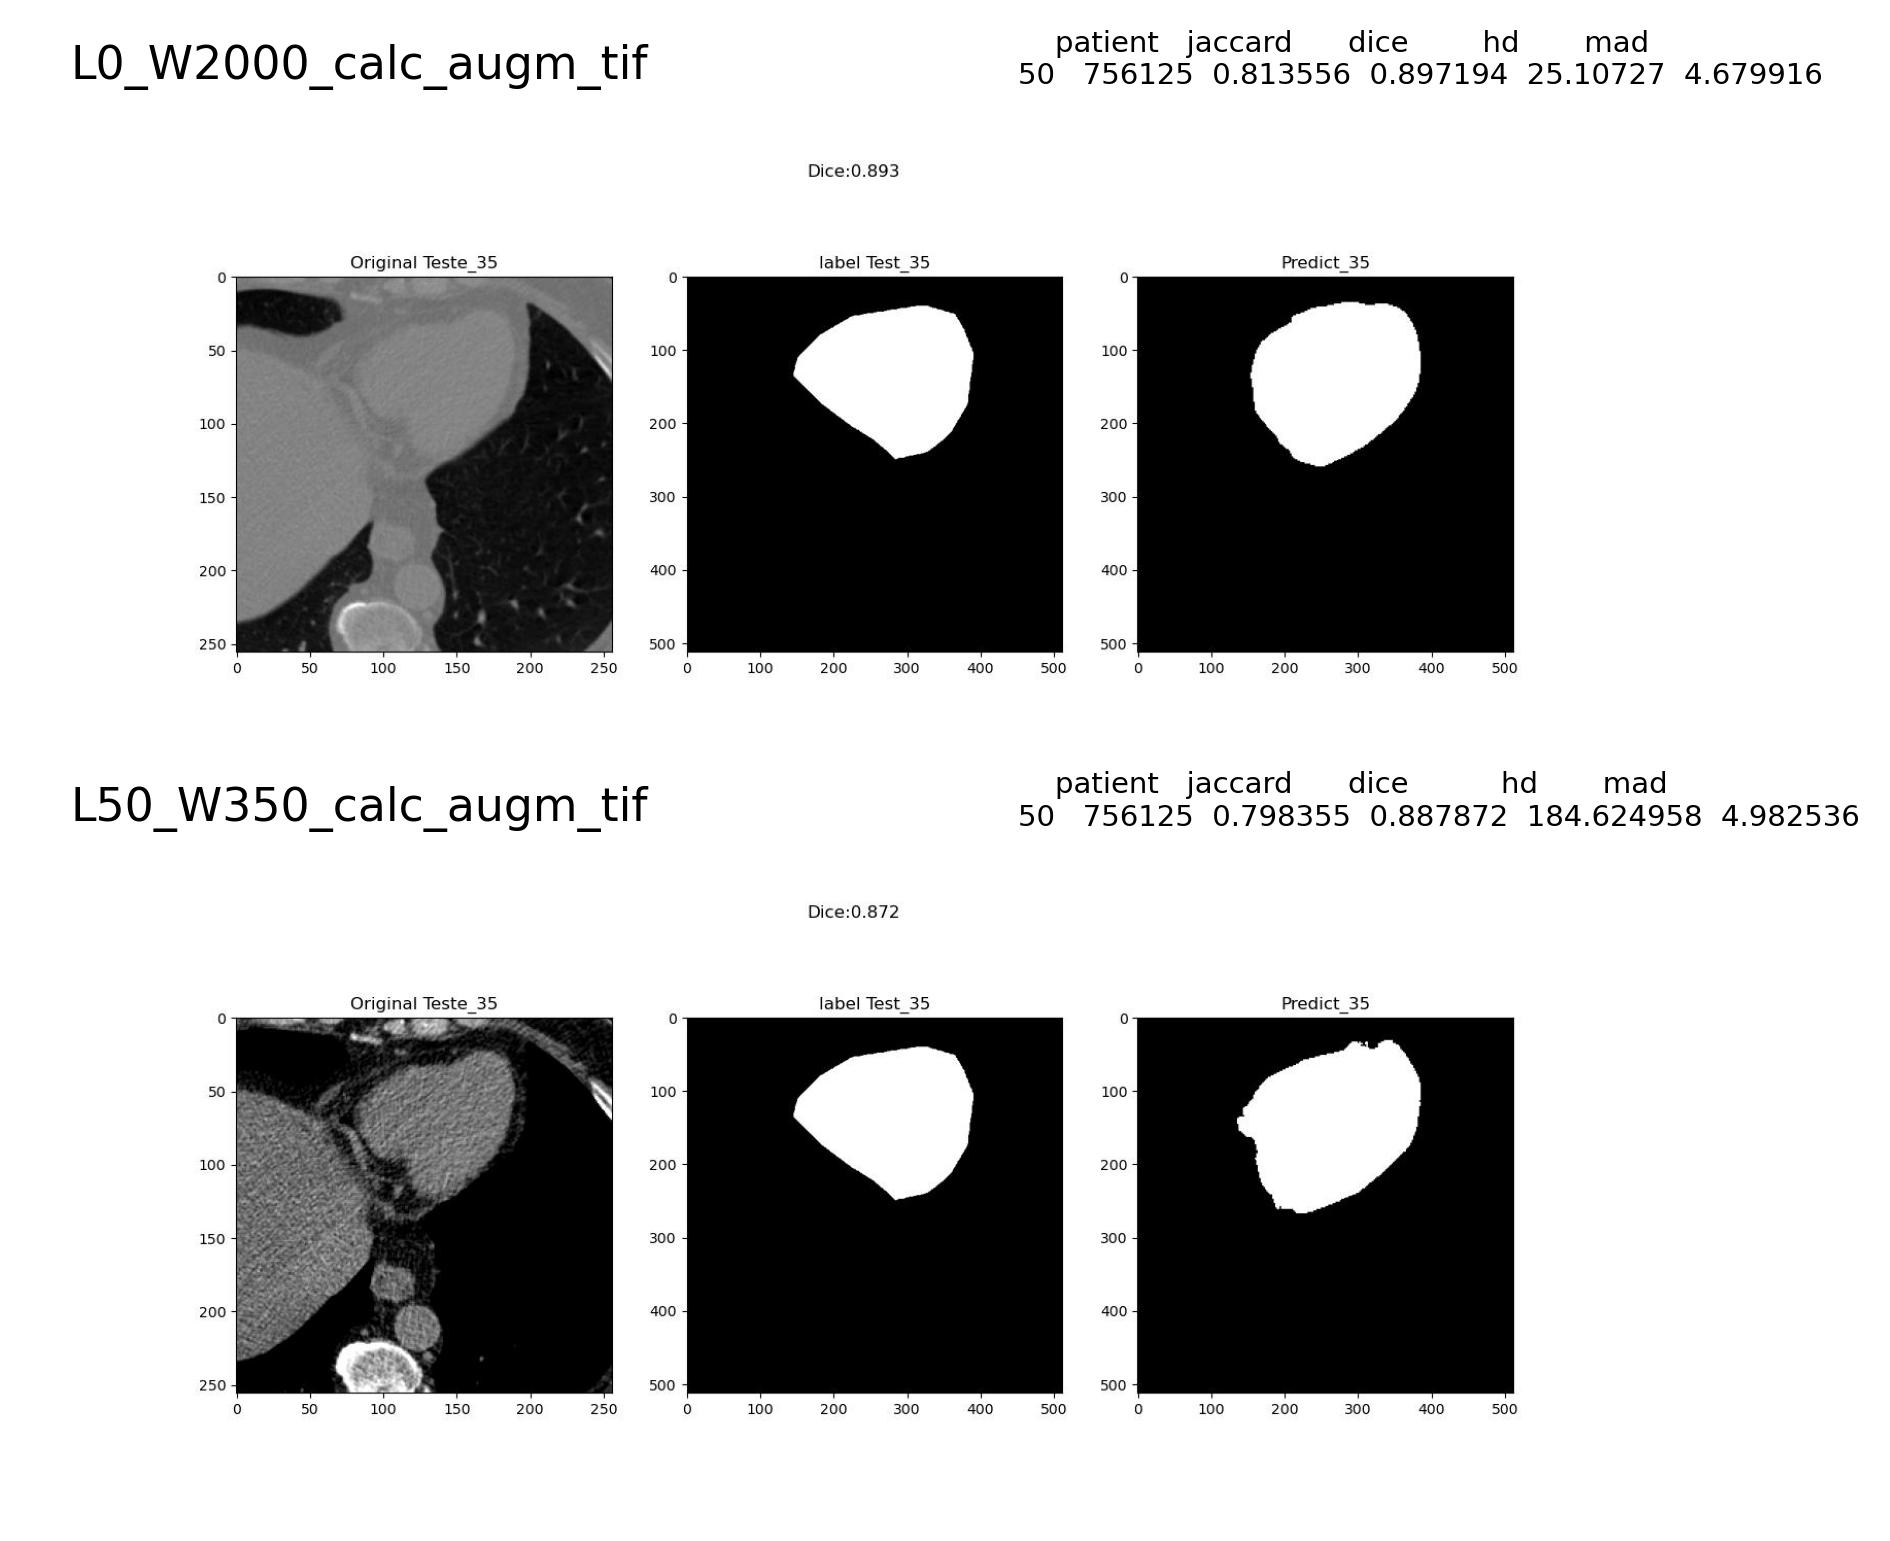 L0_W2000_calc_augm_tif
patient jaccard dice hd mad
50 756125 0.813556 0.897194 25.10727 4.679916
Dice:0.893
Original Teste_35
label Test_35
Predict_35
0
50
100
150
200
250
0 50 100 150 200 250
0
100
200
300
400
500
0 100 200 300 400 500
0
100
200
300
400
500
0 100 200 300 400 500
L50_W350_calc_augm_tif
patient jaccard dice hd mad
50 756125 0.798355 0.887872 184.624958 4.982536
Dice:0.872
Original Teste_35
label Test_35
Predict_35
0
50
100
150
200
250
0 50 100 150 200 250
0
100
200
300
400
500
0 100 200 300 400 500
0
100
200
300
400
500
0 100 200 300 400 500